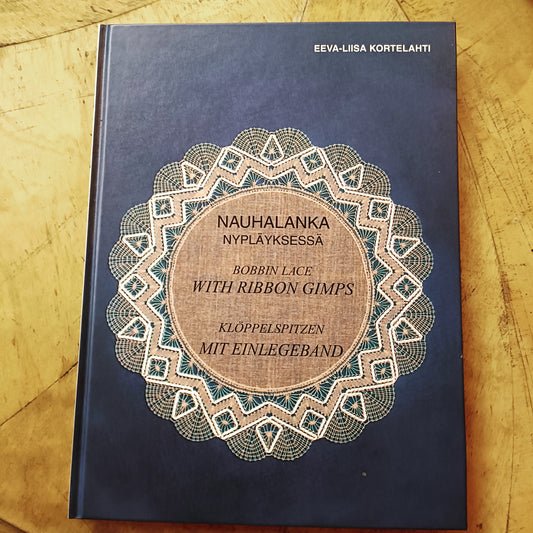 EEVA-LIISA KORTELAHTI
NAUHALANKA
NYPLÄYKSESSÄ
BOBBIN LACE
WITH RIBBON GIMPS
KLÖPPELSPITZEN
MIT EINLEGEBAND